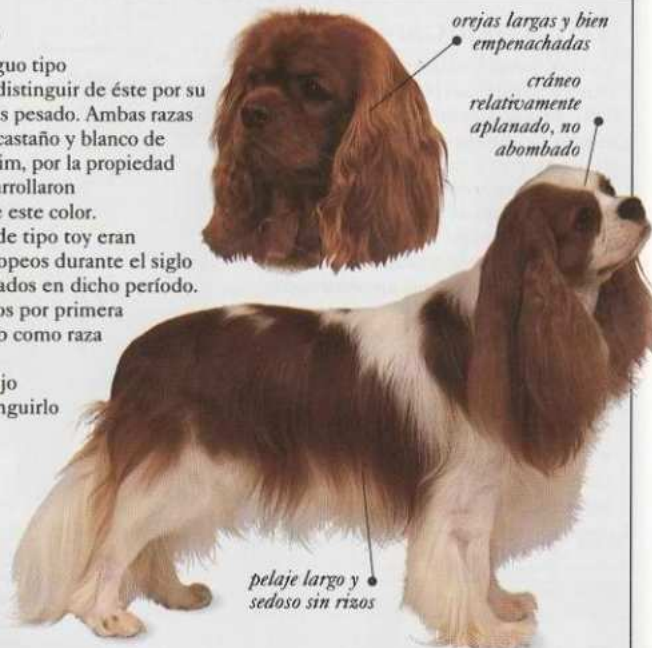 guo tipo
distinguir de éste por su
s pesado. Ambas razas
castaño y blanco de
im, por la propiedad
arrollaron
e este color.
de tipo toy eran
opeos durante el siglo
ados en dicho período.
os por primera
o como raza
jo
nguirlo
orejas largas y bien
empenachadas
cráneo
relativamente
aplanado, no
abombado
pelaje largo y
sedoso sin rizos